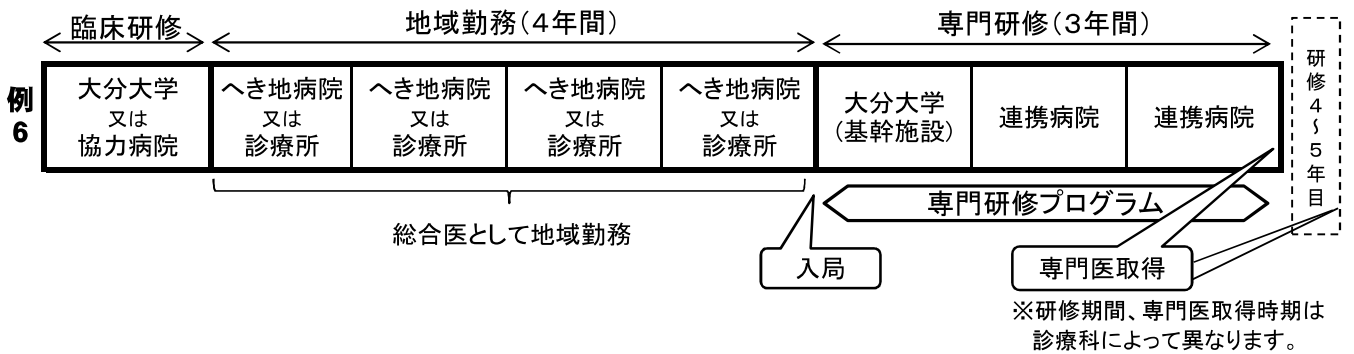 臨床研修
地域勤務(4年間)
専門研修(3年間)
例
6
大分大学
又は
協力病院
へき地病院
又は
診療所
へき地病院
又は
診療所
へき地病院
又は
診療所
へき地病院
又は
診療所
大分大学
(基幹施設)
連携病院
連携病院
研修4~5年目
専門研修プログラム
総合医として地域勤務
入局
専門医取得
※研修期間、専門医取得時期は
診療科によって異なります。